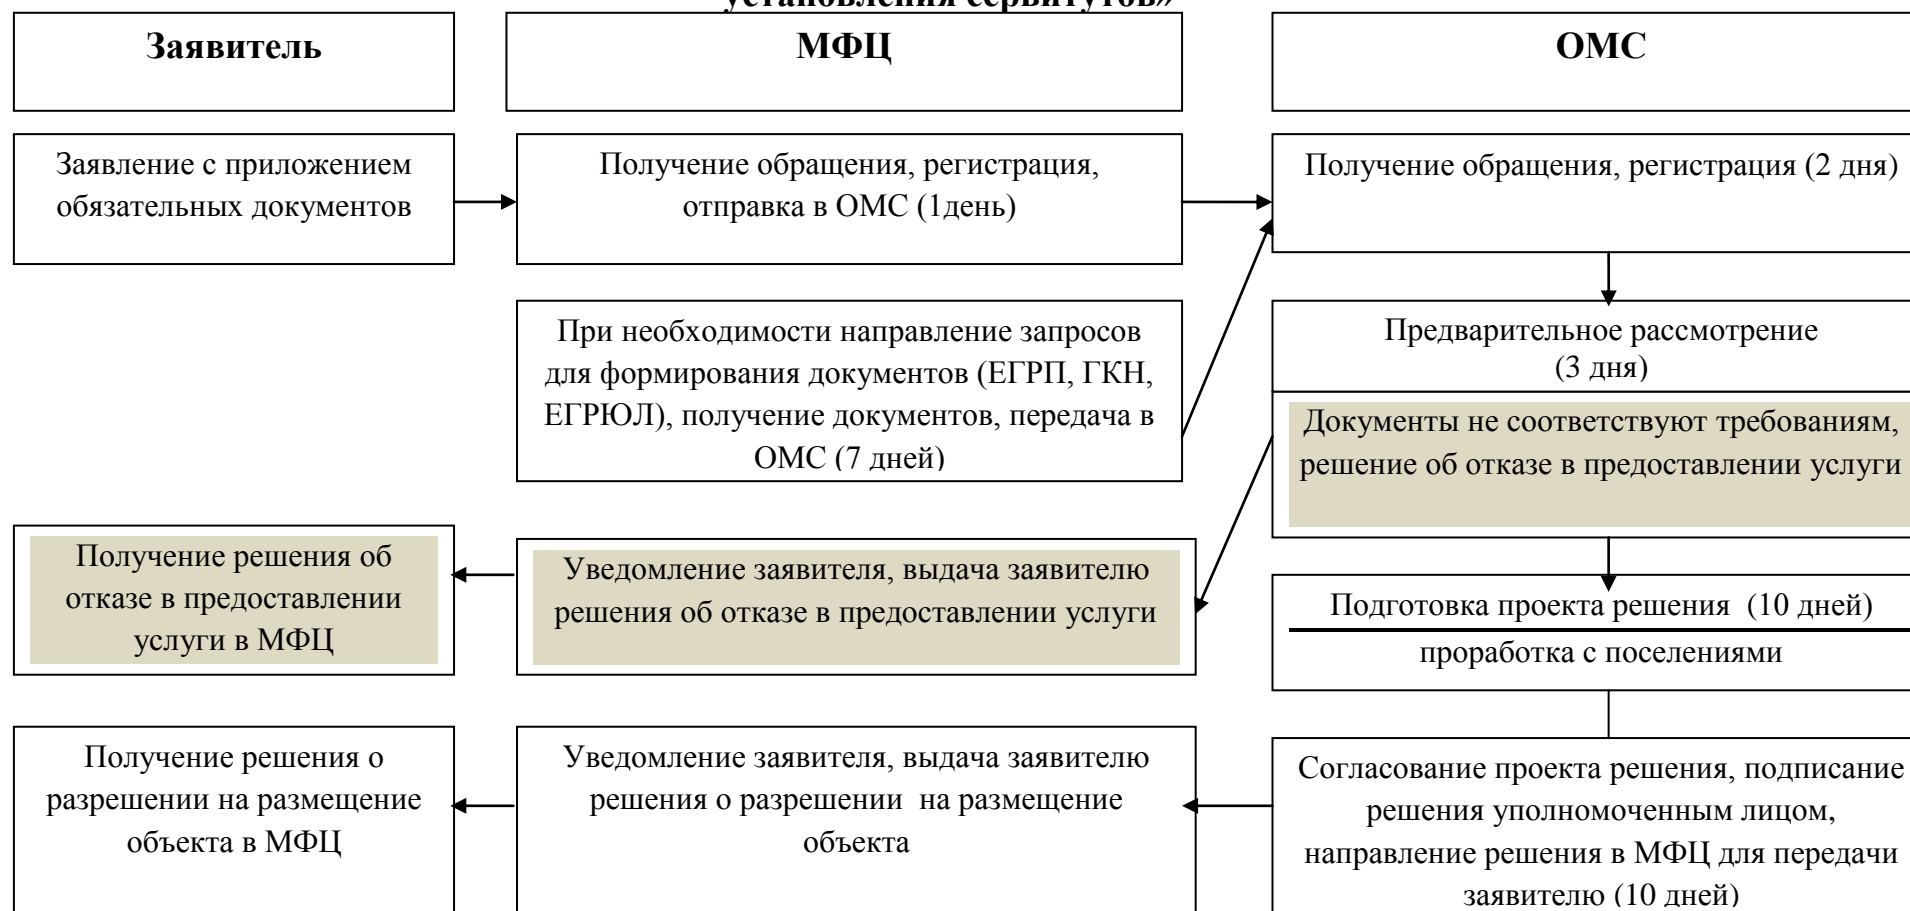 установления сервитутов»
Заявитель
МФЦ
ОМС
Заявление с приложением
обязательных документов
Получение обращения, регистрация,
отправка в ОМС (1день)
Получение обращения, регистрация (2 дня)
При необходимости направление запросов
для формирования документов (ЕГРП, ГКН,
ЕГРЮЛ), получение документов, передача в
ОМС (7 дней)
Предварительное рассмотрение
(3 дня)
Документы не соответствуют требованиям,
решение об отказе в предоставлении услуги
Получение решения об
отказе в предоставлении
услуги в МФЦ
Уведомление заявителя, выдача заявителю
решения об отказе в предоставлении услуги
Подготовка проекта решения (10 дней)
проработка с поселениями
Получение решения о
разрешении на размещение
объекта в МФЦ
Уведомление заявителя, выдача заявителю
решения о разрешении на размещение
объекта
Согласование проекта решения, подписание
решения уполномоченным лицом,
направление решения в МФЦ для передачи
заявителю (10 дней)